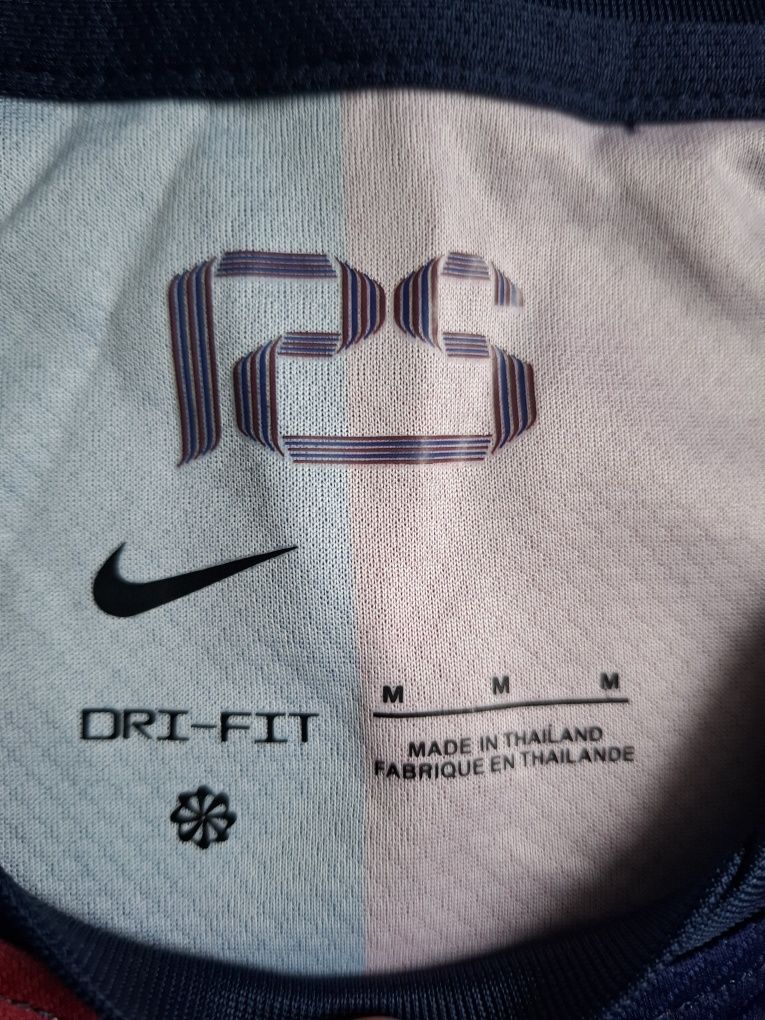 DRI-FIT
M M M
MADE IN THAILAND
FABRIQUE EN THAILANDE